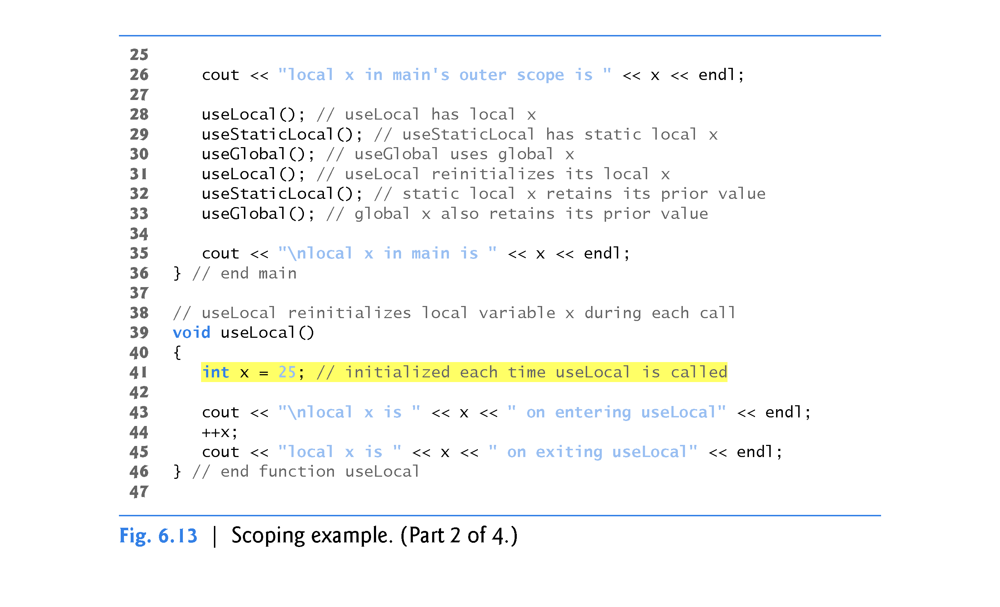 25
26 cout << "local x in main's outer scope is " << x << endl;
27
28 useLocal(); // useLocal has local x
29 useStaticLocal(); // useStaticLocal has static local x
30 useGlobal(); // useGlobal uses global x
31 useLocal(); // useLocal reinitializes its local x
32 useStaticLocal(); // static local x retains its prior value
33 useGlobal(); // global x also retains its prior value
34
35 cout << "\nlocal x in main is " << x << endl;
36 } // end main
37
38 // useLocal reinitializes local variable x during each call
39 void useLocal()
40 {
41 int x = 25; // initialized each time useLocal is called
42
43 cout << "\nlocal x is " << x << " on entering useLocal" << endl;
44 ++x;
45 cout << "local x is " << x << " on exiting useLocal" << endl;
46 } // end function useLocal
47
Fig. 6.13 | Scoping example. (Part 2 of 4.)